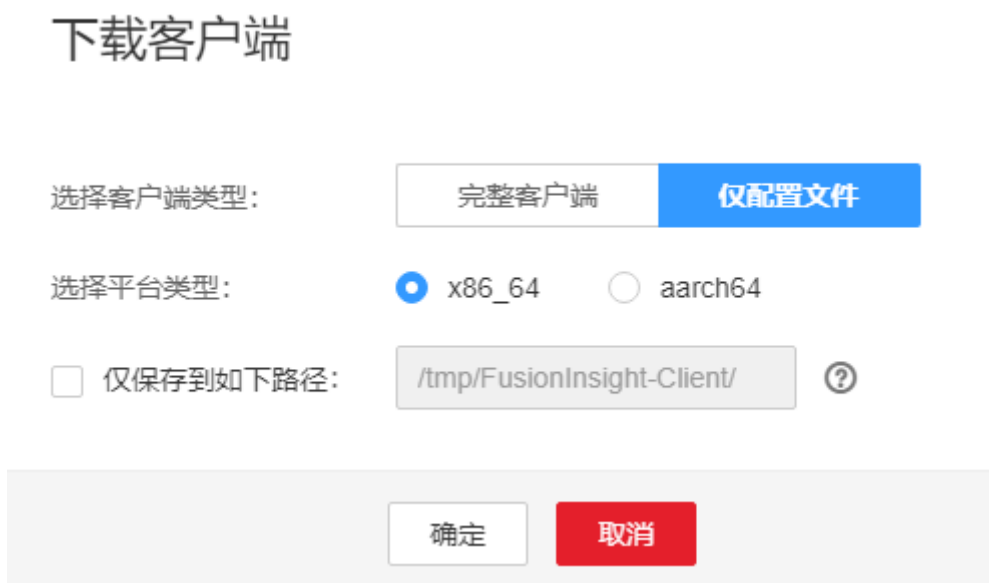 下载客户端
选择客户端类型: 完整客户端 仅配置文件
选择平台类型: x86_64 aarch64
仅保存到如下路径: /tmp/FusionInsight-Client/ ?
确定 取消